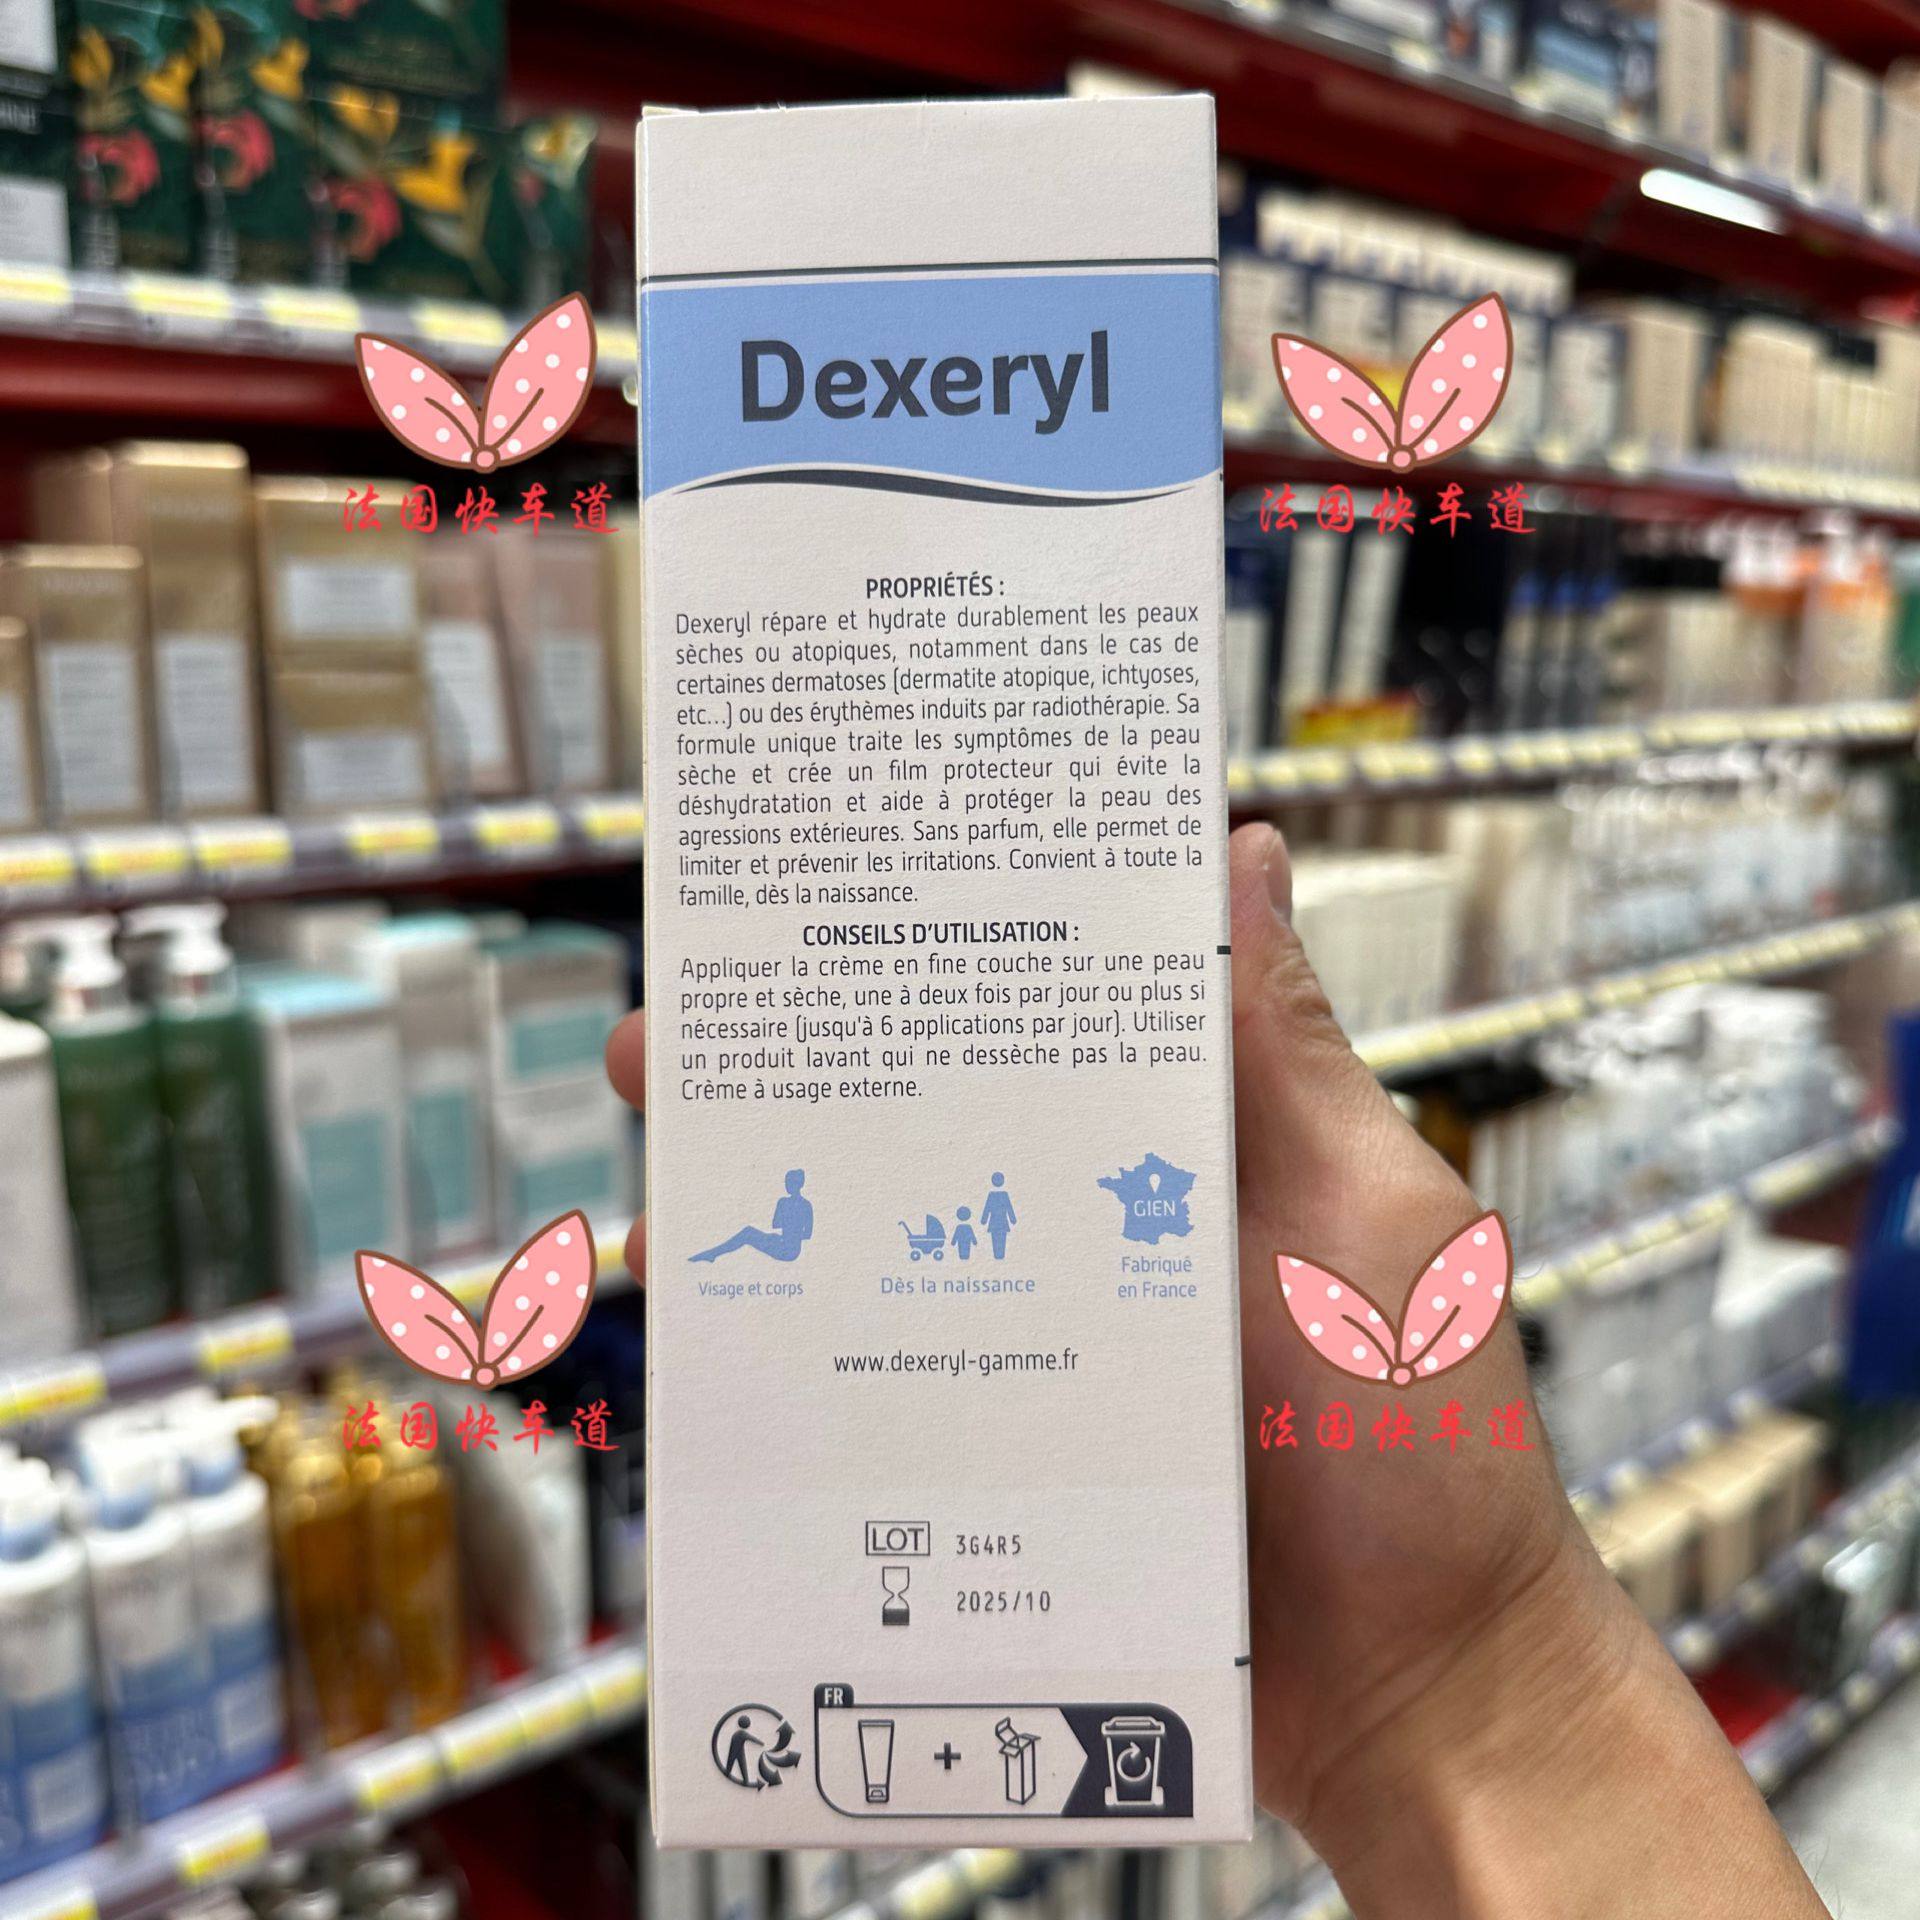 Dexeryl
法国快车道
法国快车道
PROPRIÉTÉS :
Dexeryl répare et hydrate durablement les peaux
sèches ou atopiques, notamment dans le cas de
certaines dermatoses (dermatite atopique, ichtyoses,
etc...) ou des érythèmes induits par radiothérapie. Sa
formule unique traite les symptômes de la peau
sèche et crée un film protecteur qui évite la
déshydratation et aide à protéger la peau des
agressions extérieures. Sans parfum, elle permet de
limiter et prévenir les irritations. Convient à toute la
famille, dès la naissance.
CONSEILS D'UTILISATION :
Appliquer la crème en fine couche sur une peau
propre et sèche, une à deux fois par jour ou plus si
nécessaire (jusqu'à 6 applications par jour). Utiliser
un produit lavant qui ne dessèche pas la peau.
Crème à usage externe.
GIEN
Visage et corps
Dès la naissance
Fabriqué
en France
www.dexeryl-gamme.fr
法国快车道
法国快车道
LOT 3G4R5
2025/10
FR